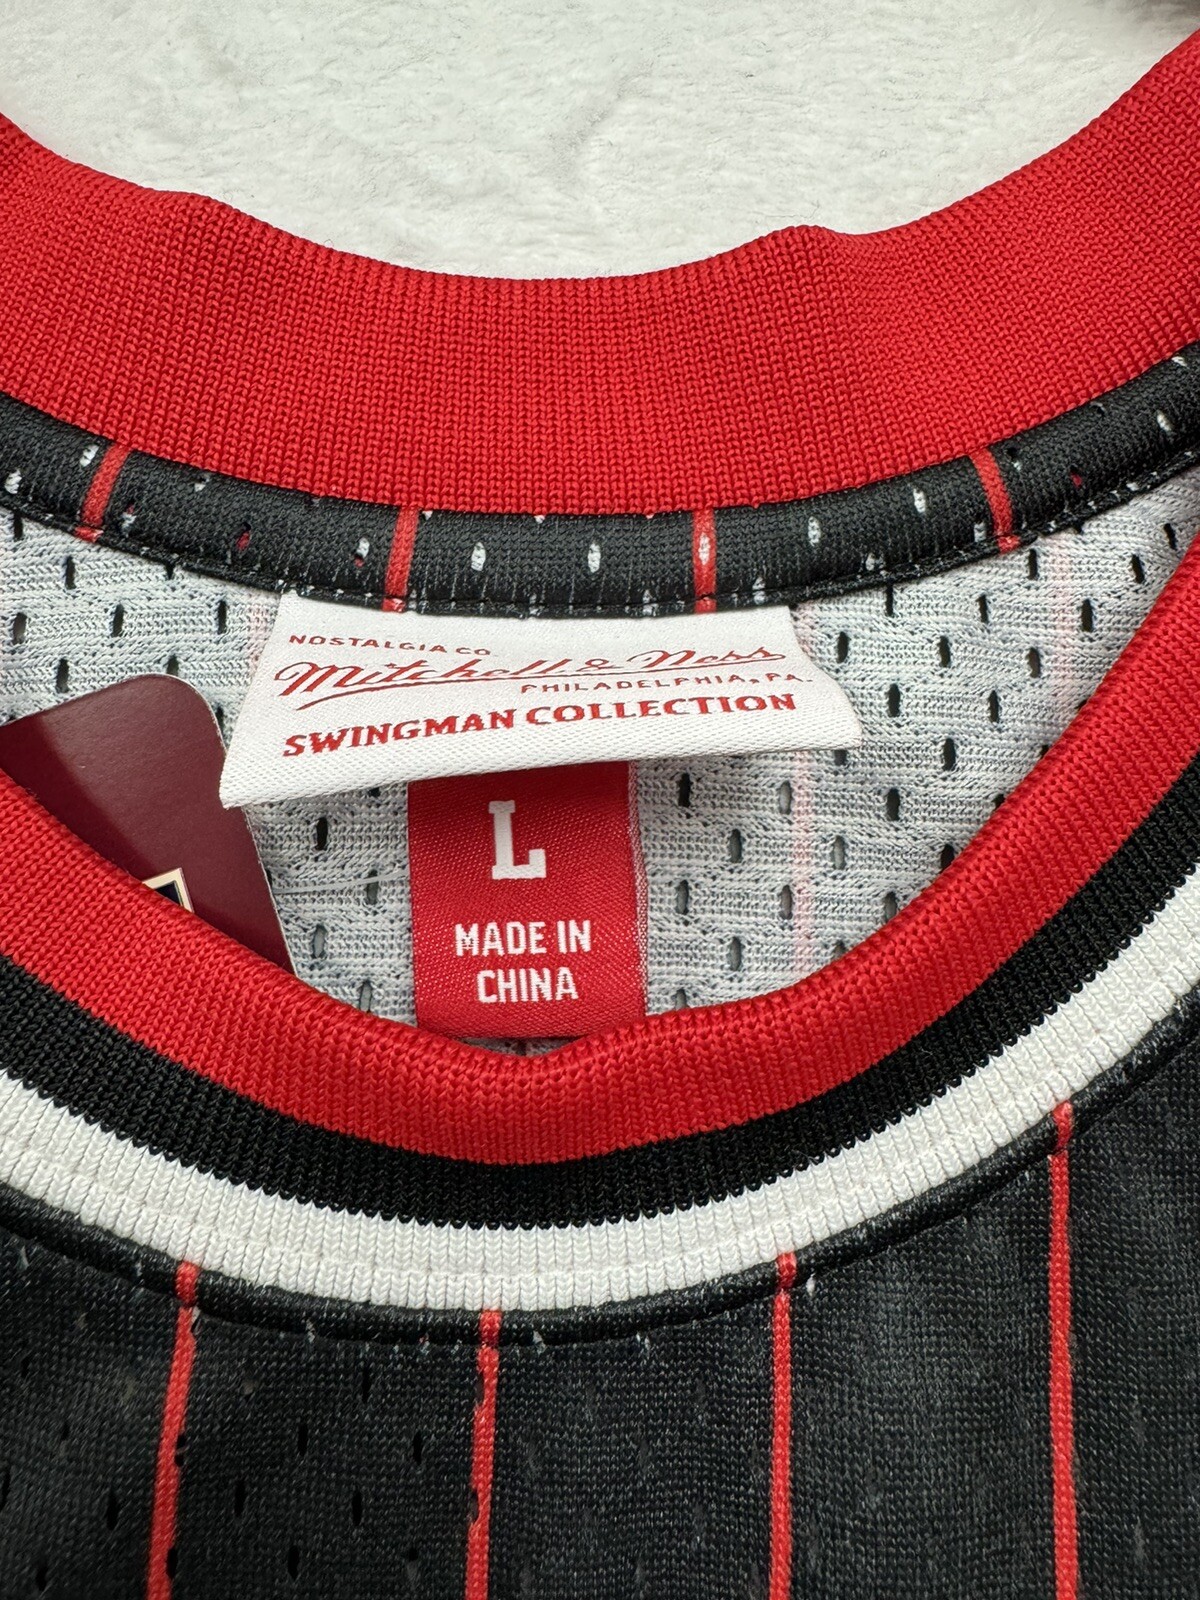 NOSTALGIA CO.
Mitchell & Ness
PHILADELPHIA, PA.
SWINGMAN COLLECTION
L
MADE IN
CHINA